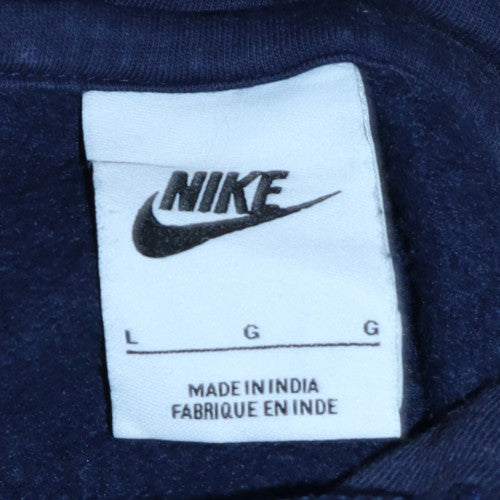 NIKE
L G G
MADE IN INDIA
FABRIQUE EN INDE